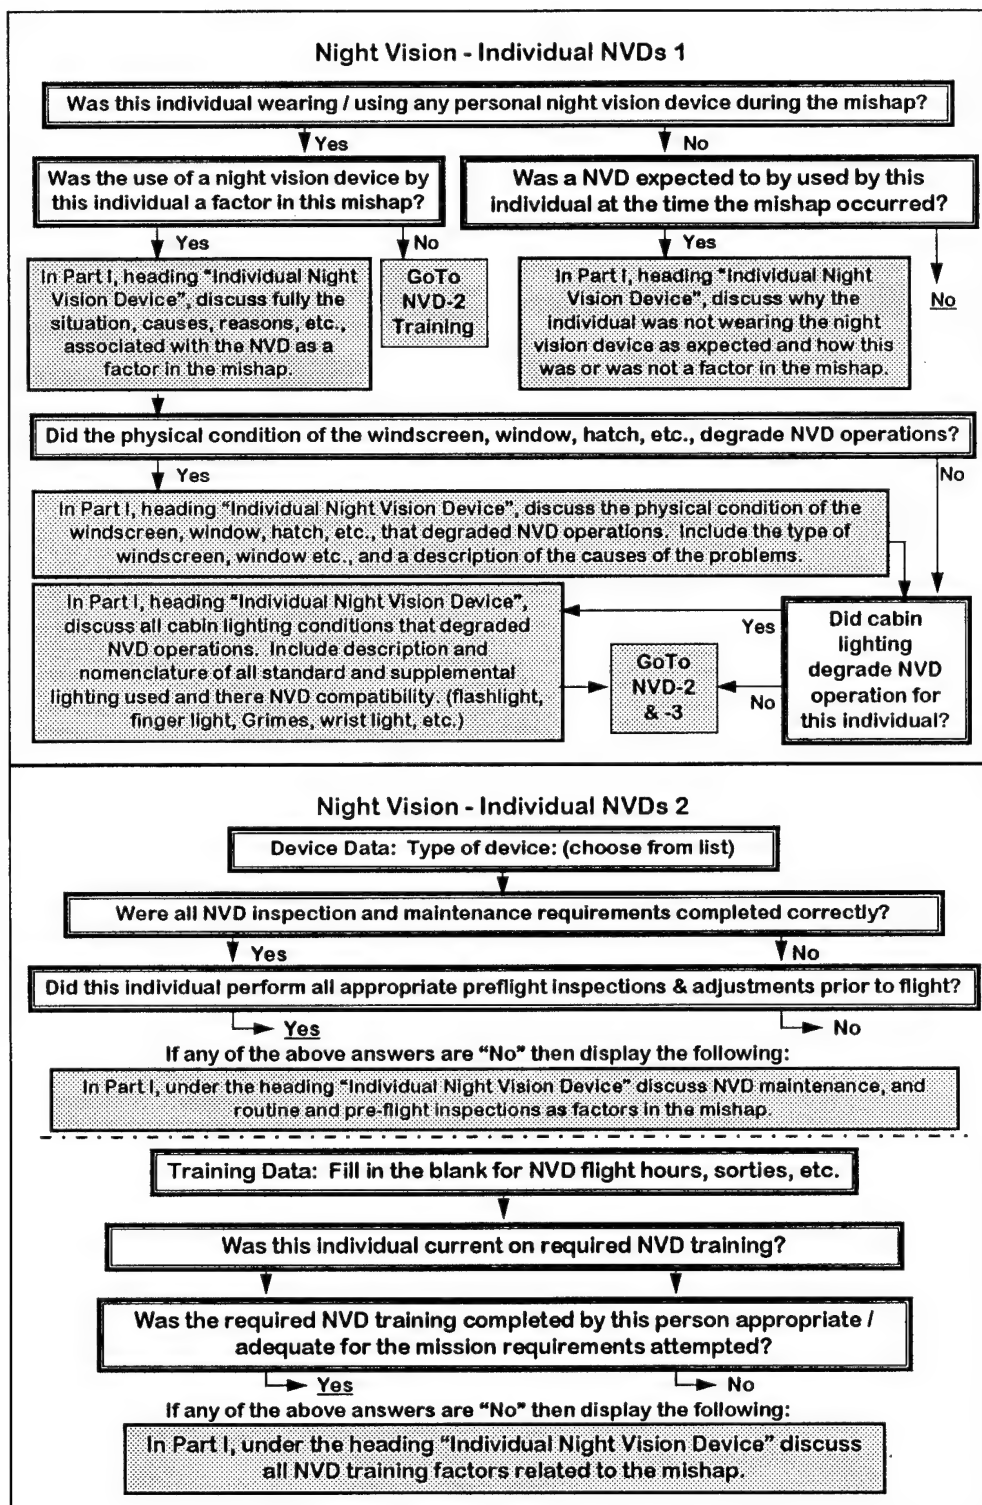 Night Vision - Individual NVDs 1
Was this individual wearing / using any personal night vision device during the mishap?
Yes
No
Was the use of a night vision device by
this individual a factor in this mishap?
Was a NVD expected to by used by this
individual at the time the mishap occurred?
Yes
No
Yes
No
In Part I, heading “Individual Night
Vision Device”, discuss fully the
situation, causes, reasons, etc.,
associated with the NVD as a
factor in the mishap.
GoTo
NVD-2
Training
In Part I, heading “Individual Night
Vision Device”, discuss why the
individual was not wearing the night
vision device as expected and how this
was or was not a factor in the mishap.
Did the physical condition of the windscreen, window, hatch, etc., degrade NVD operations?
Yes
No
In Part I, heading “Individual Night Vision Device”, discuss the physical condition of the
windscreen, window, hatch, etc., that degraded NVD operations. Include the type of
windscreen, window etc., and a description of the causes of the problems.
In Part I, heading “Individual Night Vision Device”,
discuss all cabin lighting conditions that degraded
NVD operations. Include description and
nomenclature of all standard and supplemental
lighting used and there NVD compatibility. (flashlight,
finger light, Grimes, wrist light, etc.)
Yes
GoTo
NVD-2
& -3
No
Did cabin
lighting
degrade NVD
operation for
this individual?
Night Vision - Individual NVDs 2
Device Data: Type of device: (choose from list)
Were all NVD inspection and maintenance requirements completed correctly?
Yes
No
Did this individual perform all appropriate preflight inspections & adjustments prior to flight?
Yes
No
If any of the above answers are “No” then display the following:
In Part I, under the heading “Individual Night Vision Device” discuss NVD maintenance, and
routine and pre-flight inspections as factors in the mishap.
Training Data: Fill in the blank for NVD flight hours, sorties, etc.
Was this individual current on required NVD training?
Was the required NVD training completed by this person appropriate /
adequate for the mission requirements attempted?
Yes
No
If any of the above answers are “No” then display the following:
In Part I, under the heading “Individual Night Vision Device” discuss
all NVD training factors related to the mishap.